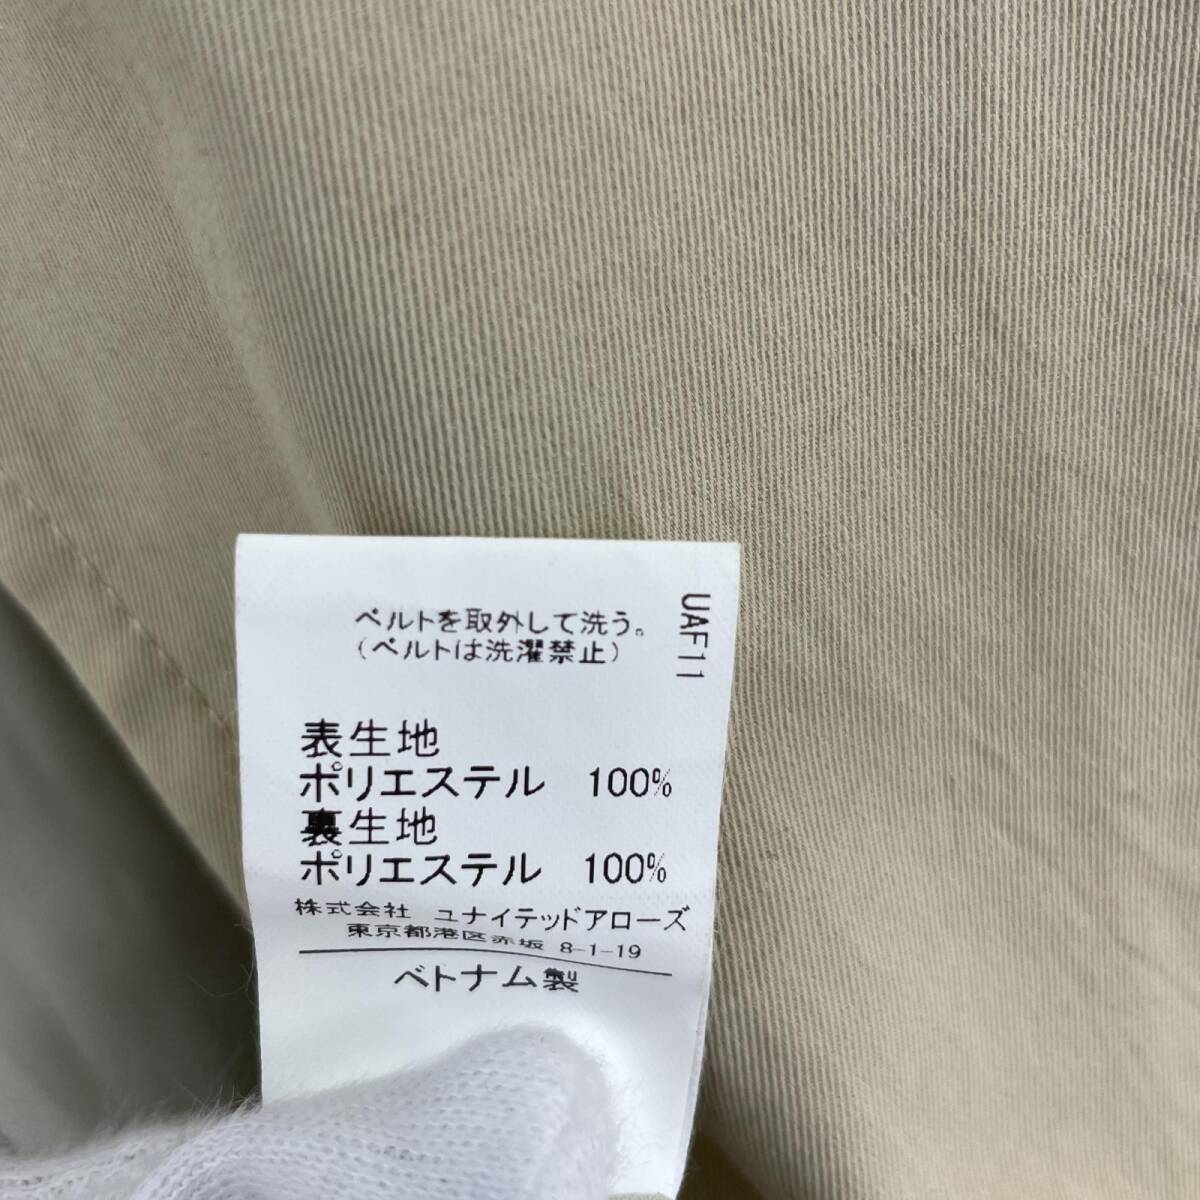 ベルトを取外して洗う。
(ベルトは洗濯禁止)
UAF11
表生地
ポリエステル 100%
裏生地
ポリエステル 100%
株式会社 ユナイテッドアローズ
東京都港区赤坂 8-1-19
ベトナム製